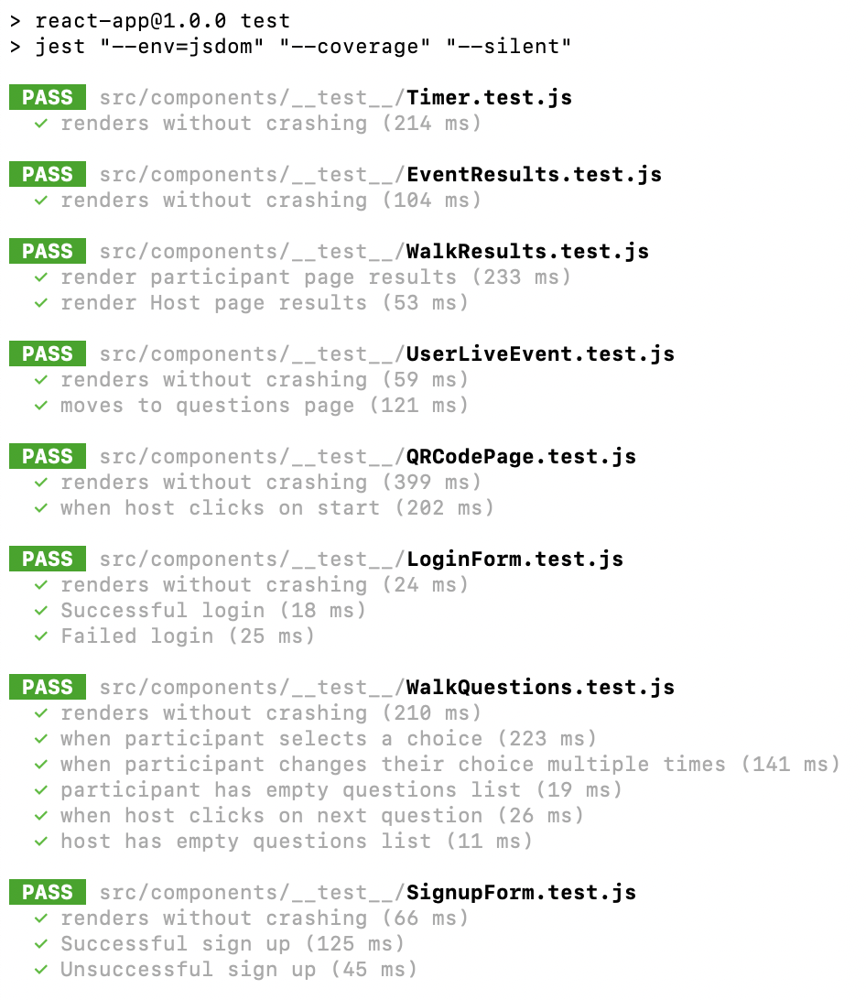 > react-app@1.0.0 test
> jest "--env=jsdom" "--coverage" "--silent"
PASS src/components/__test__/Timer.test.js
✓ renders without crashing (214 ms)
PASS src/components/__test__/EventResults.test.js
✓ renders without crashing (104 ms)
PASS src/components/__test__/WalkResults.test.js
✓ render participant page results (233 ms)
✓ render Host page results (53 ms)
PASS src/components/__test__/UserLiveEvent.test.js
✓ renders without crashing (59 ms)
✓ moves to questions page (121 ms)
PASS src/components/__test__/QRCodePage.test.js
✓ renders without crashing (399 ms)
✓ when host clicks on start (202 ms)
PASS src/components/__test__/LoginForm.test.js
✓ renders without crashing (24 ms)
✓ Successful login (18 ms)
✓ Failed login (25 ms)
PASS src/components/__test__/WalkQuestions.test.js
✓ renders without crashing (210 ms)
✓ when participant selects a choice (223 ms)
✓ when participant changes their choice multiple times (141 ms)
✓ participant has empty questions list (19 ms)
✓ when host clicks on next question (26 ms)
✓ host has empty questions list (11 ms)
PASS src/components/__test__/SignupForm.test.js
✓ renders without crashing (66 ms)
✓ Successful sign up (125 ms)
✓ Unsuccessful sign up (45 ms)